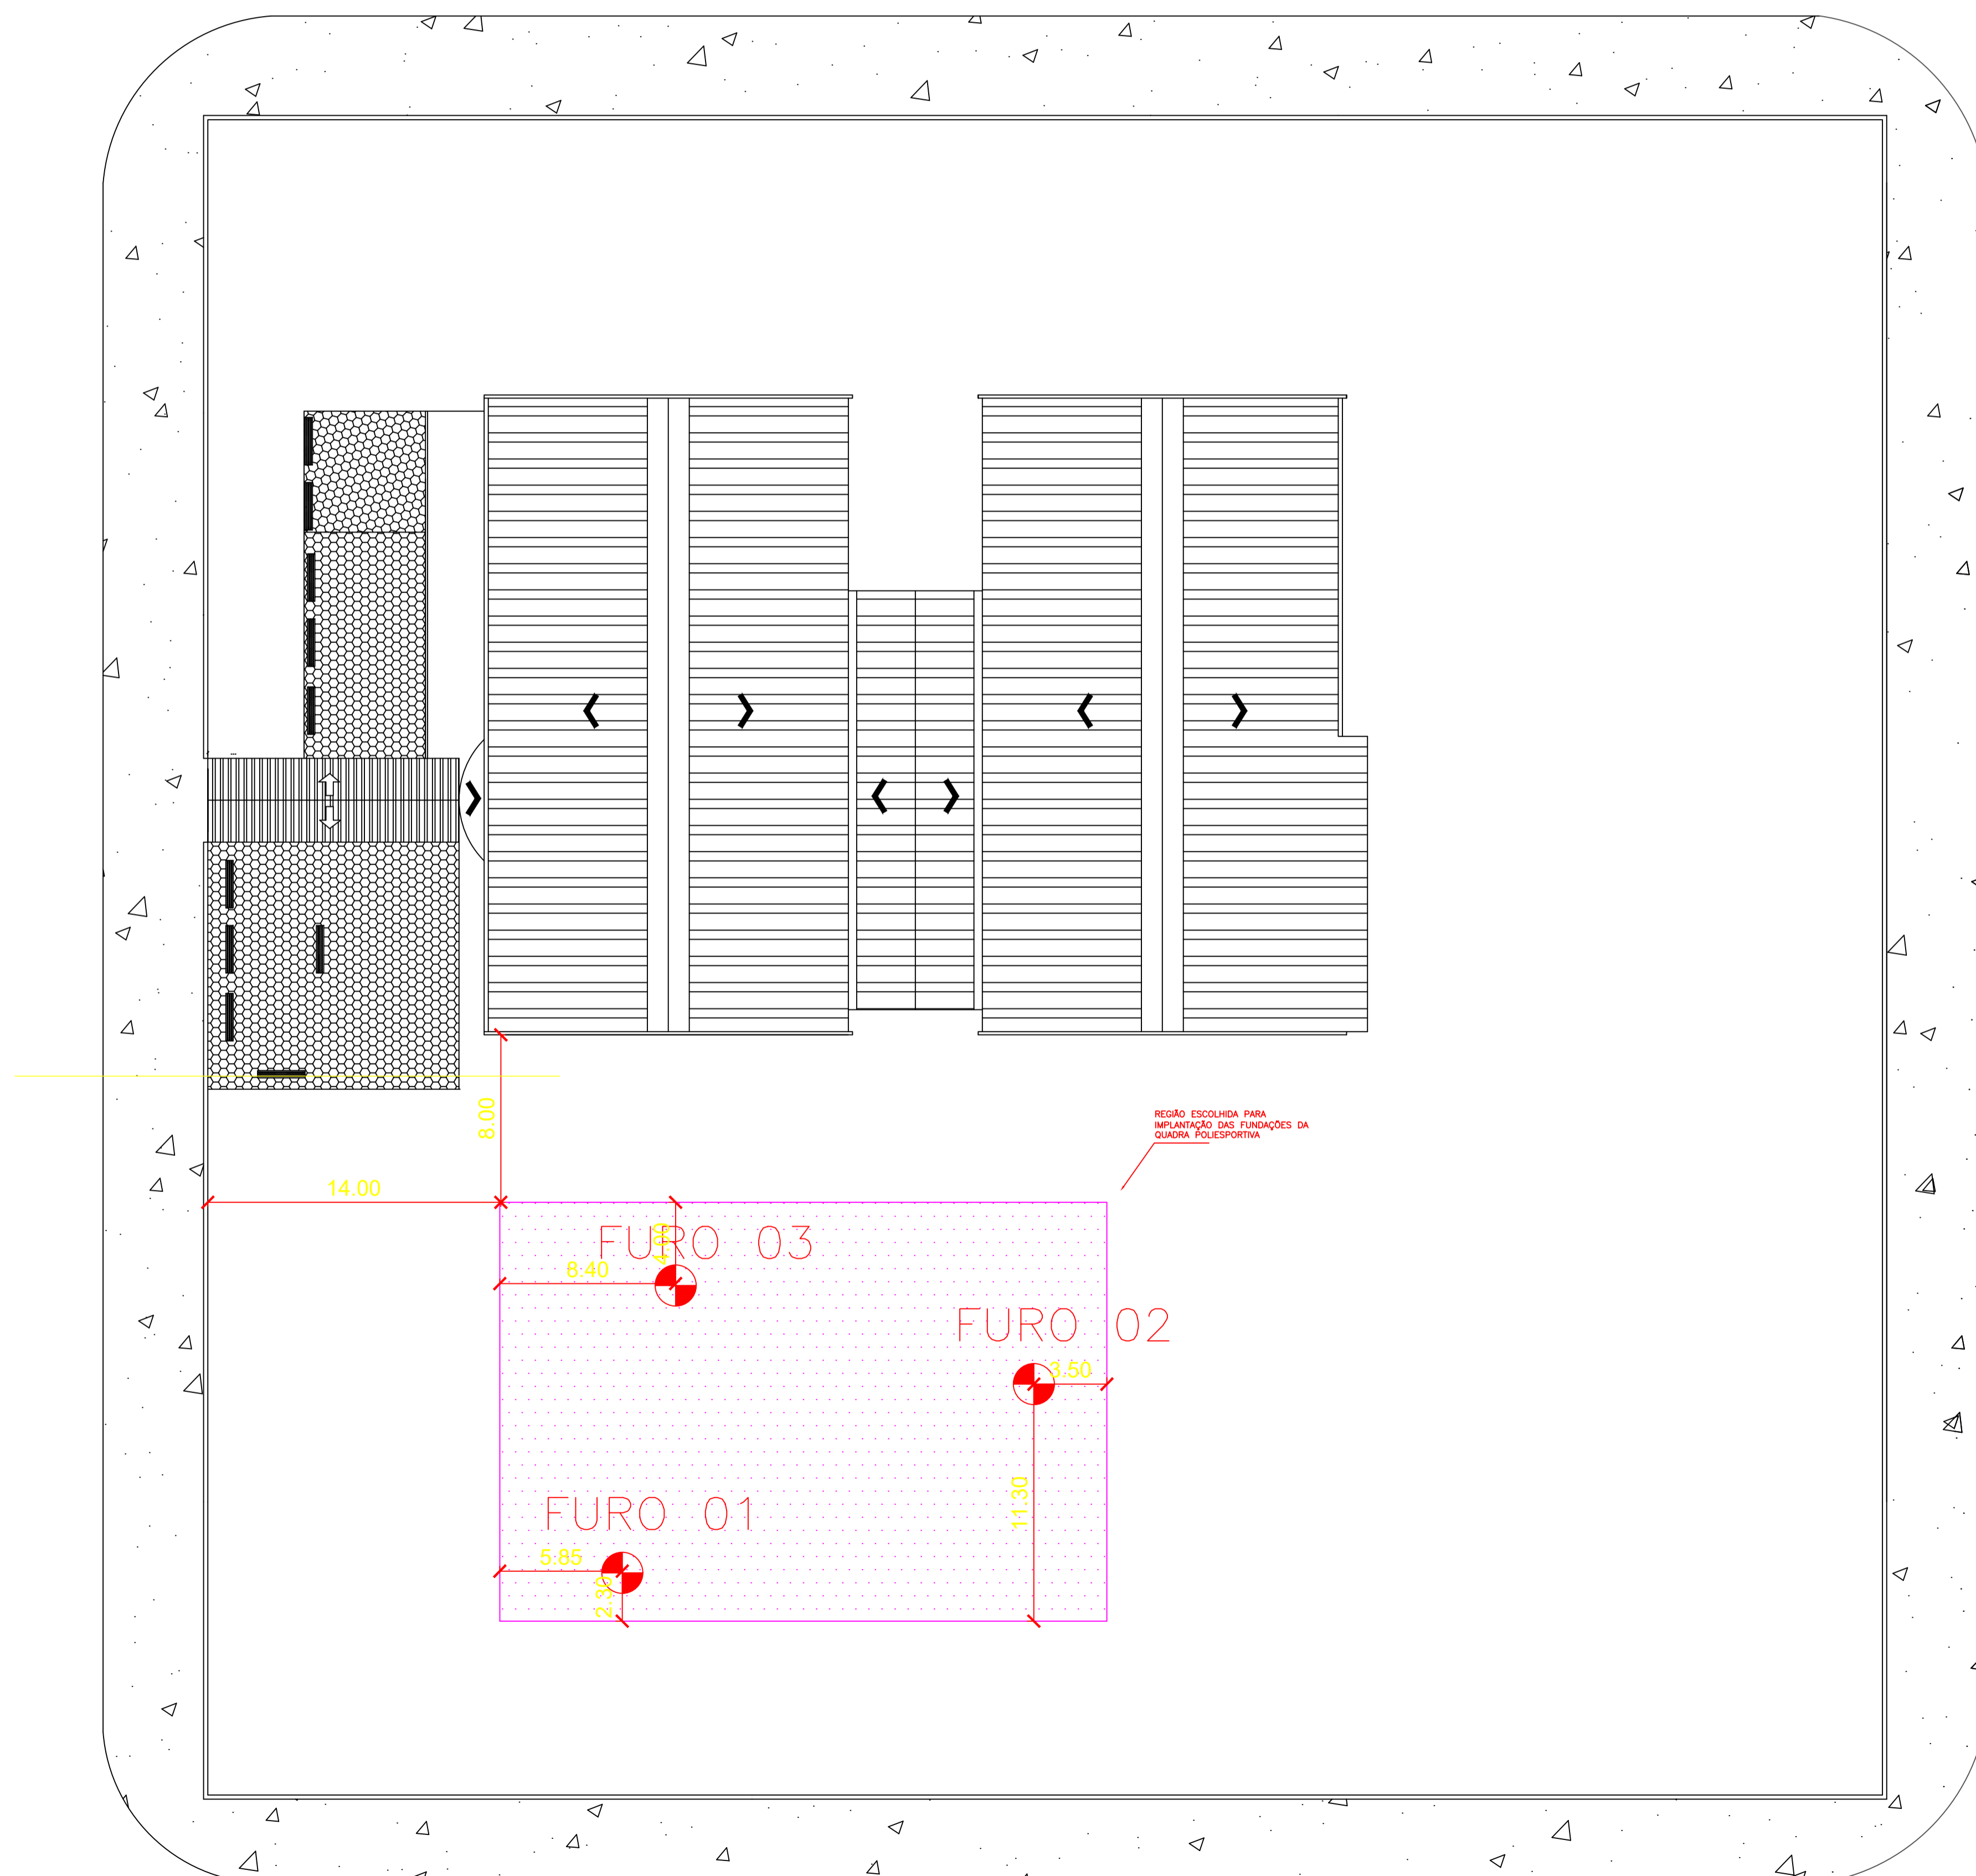 8.00
REGIÃO ESCOLHIDA PARA
IMPLANTAÇÃO DAS FUNDAÇÕES DA
QUADRA POLIESPORTIVA
14.00
FURO 03
4.00
8.40
FURO 02
3.50
11.30
FURO 01
5.85
2.30